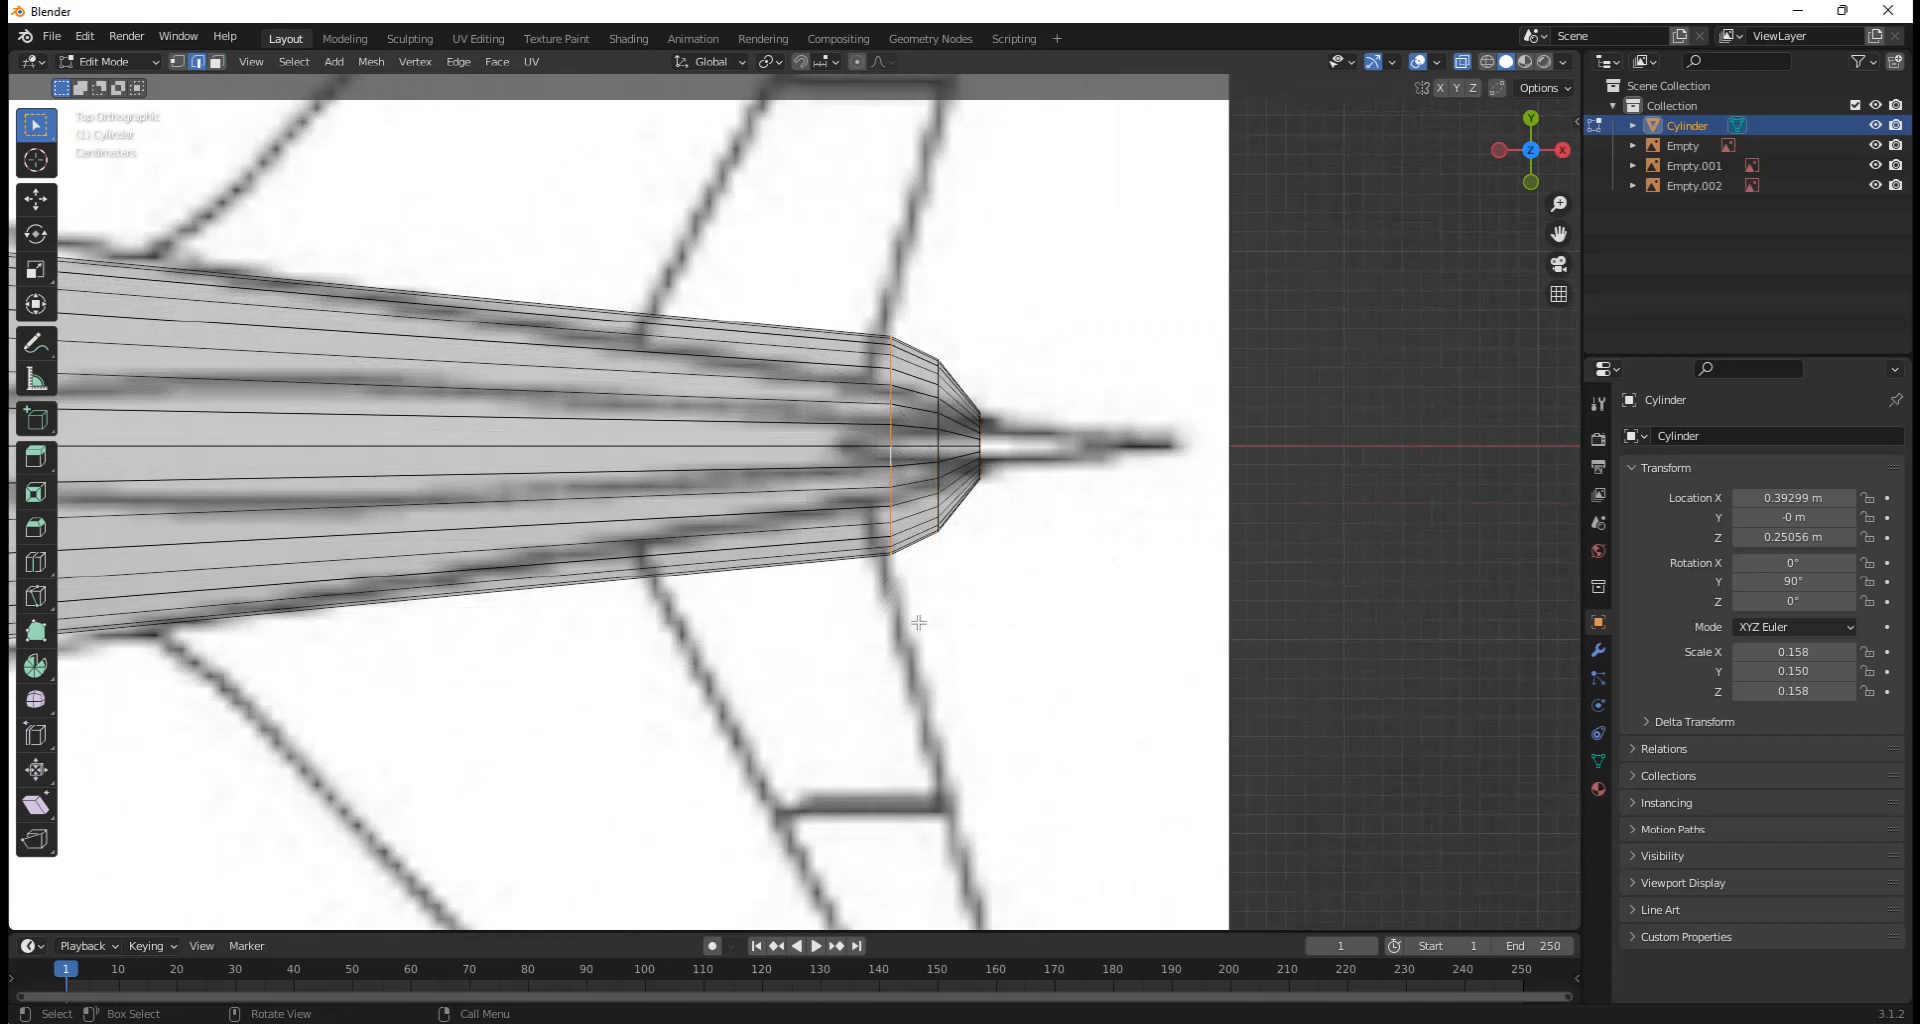 Blender
File Edit Render Window Help Layout Modeling Sculpting UV Editing Texture Paint Shading Animation Rendering Compositing Geometry Nodes Scripting + Scene ViewLayer
Edit Mode View Select Add Mesh Vertex Edge Face UV Global
X Y Z Options
Top Orthographic
(1) Cylinder
Centimeters
Y
Z X
Scene Collection
Collection
Cylinder
Empty
Empty.001
Empty.002
Cylinder
Cylinder
Transform
Location X 0.39299 m
Y -0 m
Z 0.25056 m
Rotation X 0°
Y 90°
Z 0°
Mode XYZ Euler
Scale X 0.158
Y 0.150
Z 0.158
Delta Transform
Relations
Collections
Instancing
Motion Paths
Visibility
Viewport Display
Line Art
Custom Properties
Playback Keying View Marker 1 Start 1 End 250
1 10 20 30 40 50 60 70 80 90 100 110 120 130 140 150 160 170 180 190 200 210 220 230 240 250
Select Box Select Rotate View Call Menu 3.1.2